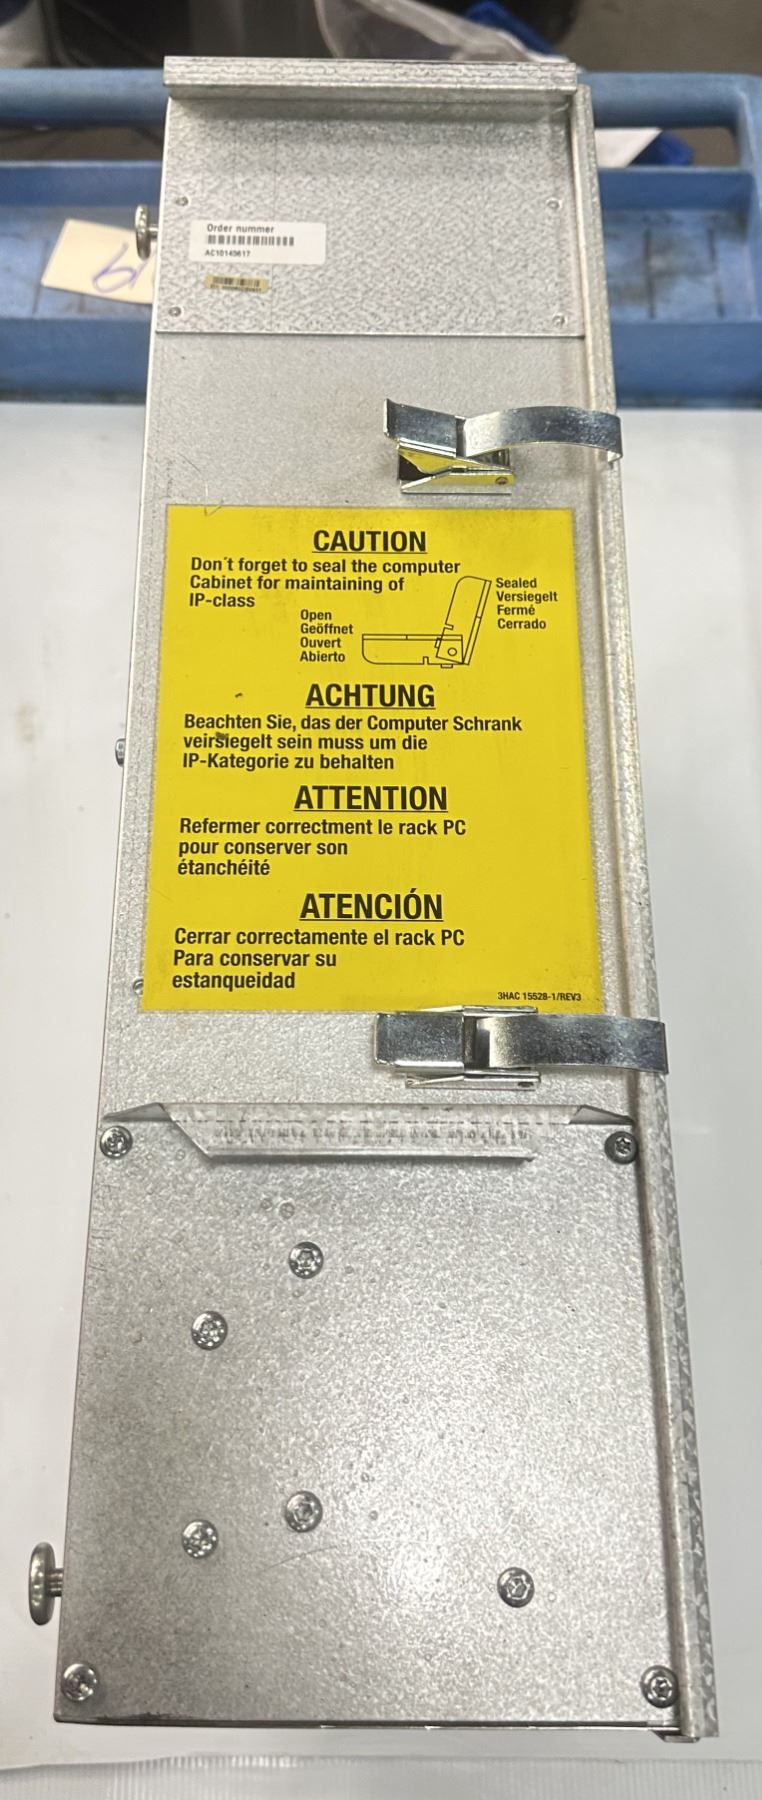 Order nummer
AC10145617
CAUTION
Don´t forget to seal the computer
Cabinet for maintaining of
IP-class
Open
Geöffnet
Ouvert
Abierto
Sealed
Versiegelt
Fermé
Cerrado
ACHTUNG
Beachten Sie, das der Computer Schrank
veirsiegelt sein muss um die
IP-Kategorie zu behalten
ATTENTION
Refermer correctment le rack PC
pour conserver son
étanchéité
ATENCIÓN
Cerrar correctamente el rack PC
Para conservar su
estanqueidad
3HAC 15528-1/REV3